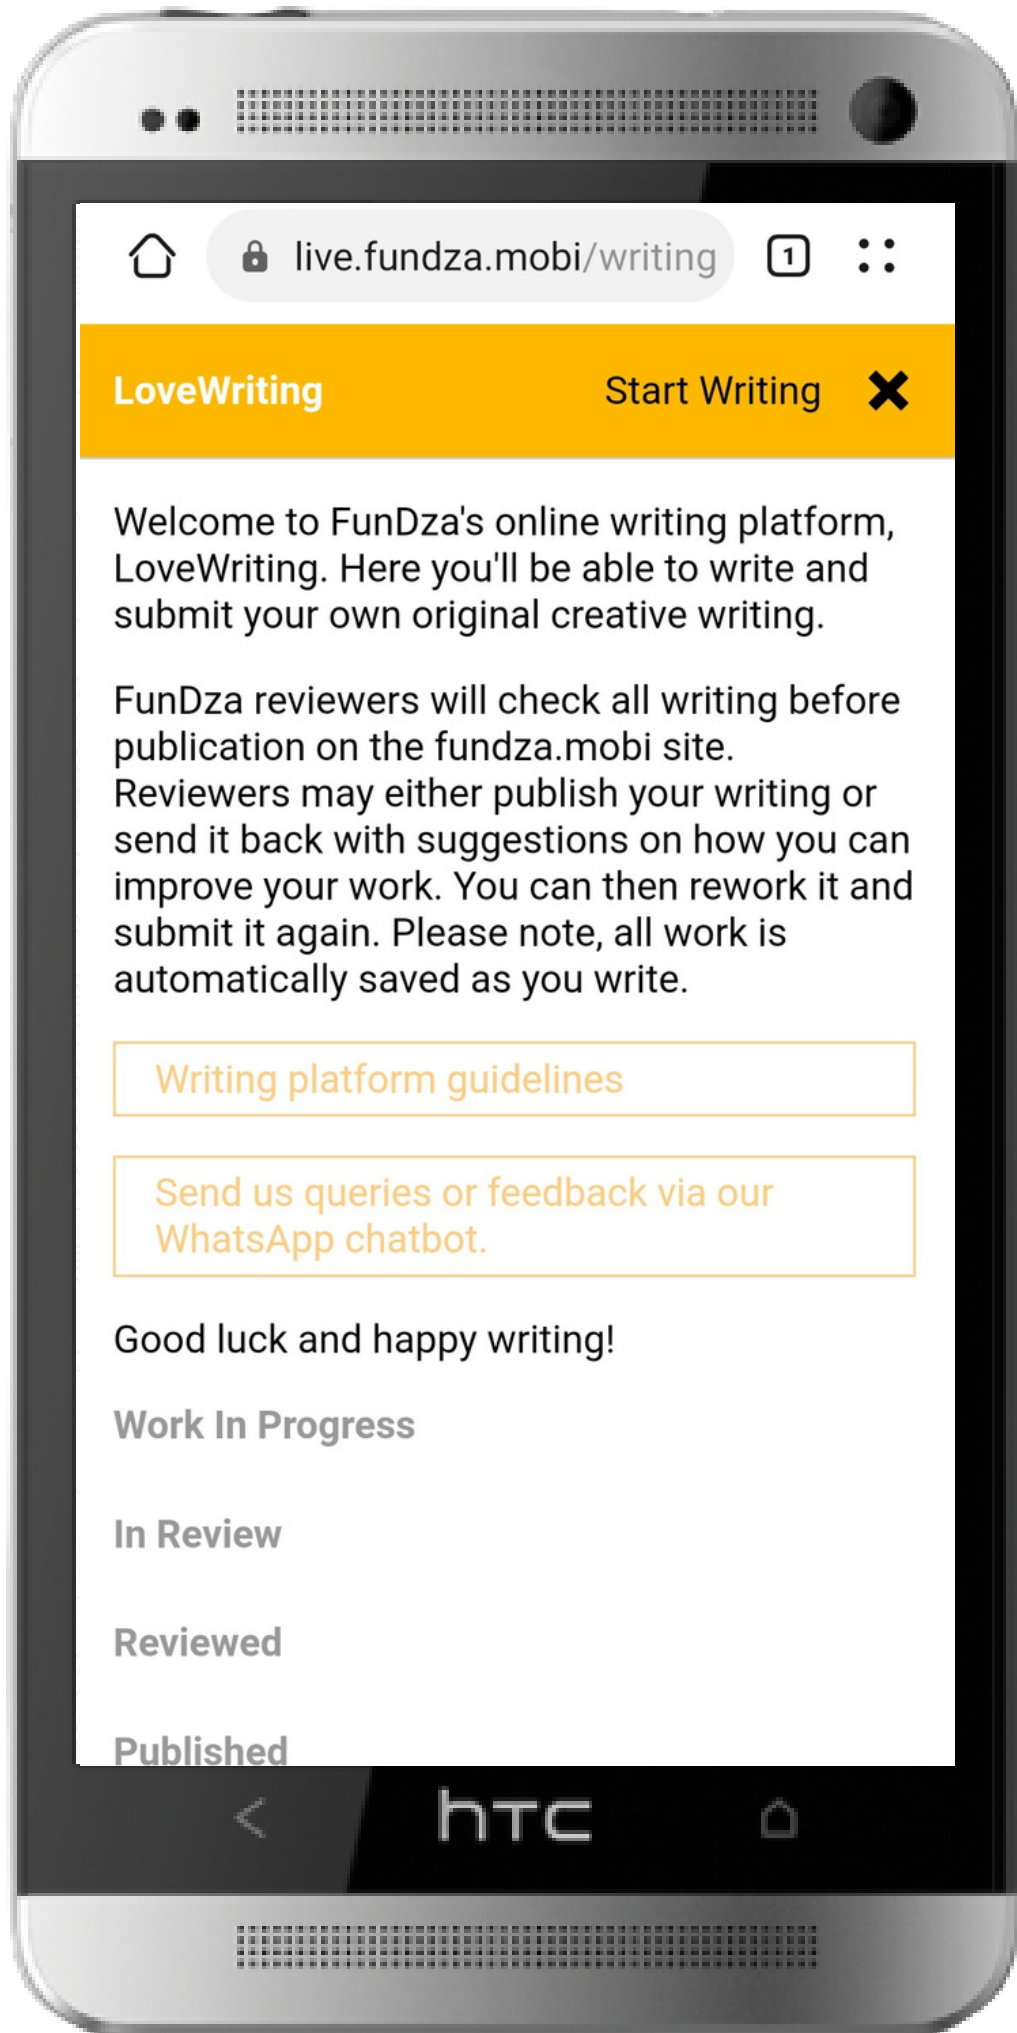 live.fundza.mobi/writing
1
LoveWriting
Start Writing
Welcome to FunDza's online writing platform,
LoveWriting. Here you'll be able to write and
submit your own original creative writing.
FunDza reviewers will check all writing before
publication on the fundza.mobi site.
Reviewers may either publish your writing or
send it back with suggestions on how you can
improve your work. You can then rework it and
submit it again. Please note, all work is
automatically saved as you write.
Writing platform guidelines
Send us queries or feedback via our
WhatsApp chatbot.
Good luck and happy writing!
Work In Progress
In Review
Reviewed
Published
hTC